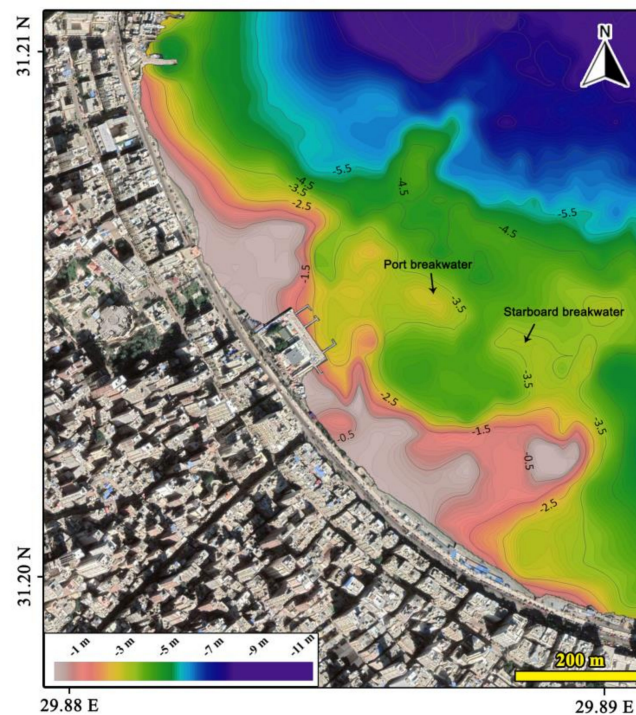 31.21 N
N
-5.5
-4.5
-4.5
-3.5
-2.5
-5.5
-4.5
-1.5
Port breakwater
-3.5
Starboard breakwater
-3.5
-2.5
-3.5
-1.5
-0.5
-0.5
-2.5
31.20 N
-1 m
-3 m
-5 m
-7 m
-9 m
-11 m
200 m
29.88 E
29.89 E